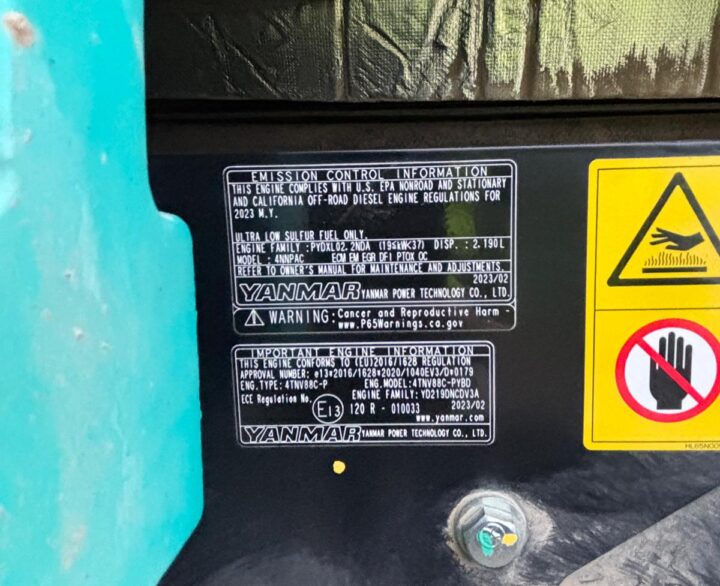 EMISSION CONTROL INFORMATION
THIS ENGINE COMPLIES WITH U.S. EPA NONROAD AND STATIONARY
AND CALIFORNIA OFF-ROAD DIESEL ENGINE REGULATIONS FOR
2023 M.Y.
ULTRA LOW SULFUR FUEL ONLY.
ENGINE FAMILY : PYDXL02.2NDA (19≤kW<37) DISP. : 2.190L
MODEL : 4NNPAC ECM EM EGR DFI PTOX OC
REFER TO OWNER'S MANUAL FOR MAINTENANCE AND ADJUSTMENTS.
2023/02
YANMAR YANMAR POWER TECHNOLOGY CO., LTD.
WARNING: Cancer and Reproductive Harm -
www.P65Warnings.ca.gov
IMPORTANT ENGINE INFORMATION
THIS ENGINE CONFORMS TO (EU)2016/1628 REGULATION
APPROVAL NUMBER: e13*2016/1628*2020/1040EV3/D*0179
ENG.TYPE: 4TNV88C-P ENG.MODEL: 4TNV88C-PYBD
ENGINE FAMILY: YD219DNCDV3A
ECE Regulation No. E13 120 R - 010033 2023/02
www.yanmar.com
YANMAR YANMAR POWER TECHNOLOGY CO., LTD.